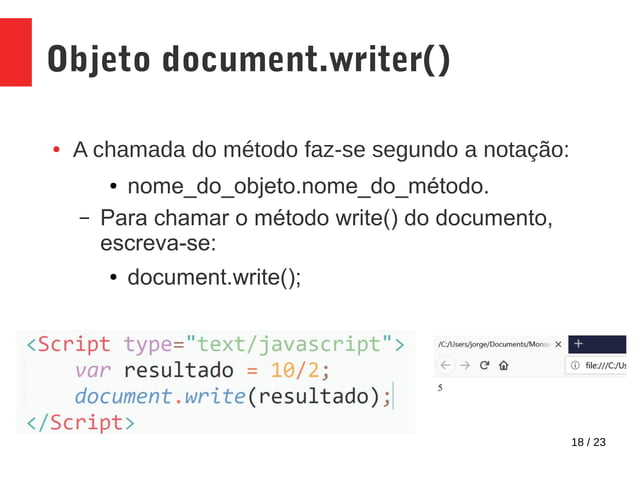 Objeto document.writer()
• A chamada do método faz-se segundo a notação:
• nome_do_objeto.nome_do_método.
– Para chamar o método write() do documento,
escreva-se:
• document.write();
<Script type="text/javascript">
var resultado = 10/2;
document.write(resultado);
</Script>
/C:/Users/jorge/Documents/Monse
file:///C:/Us
5
18 / 23